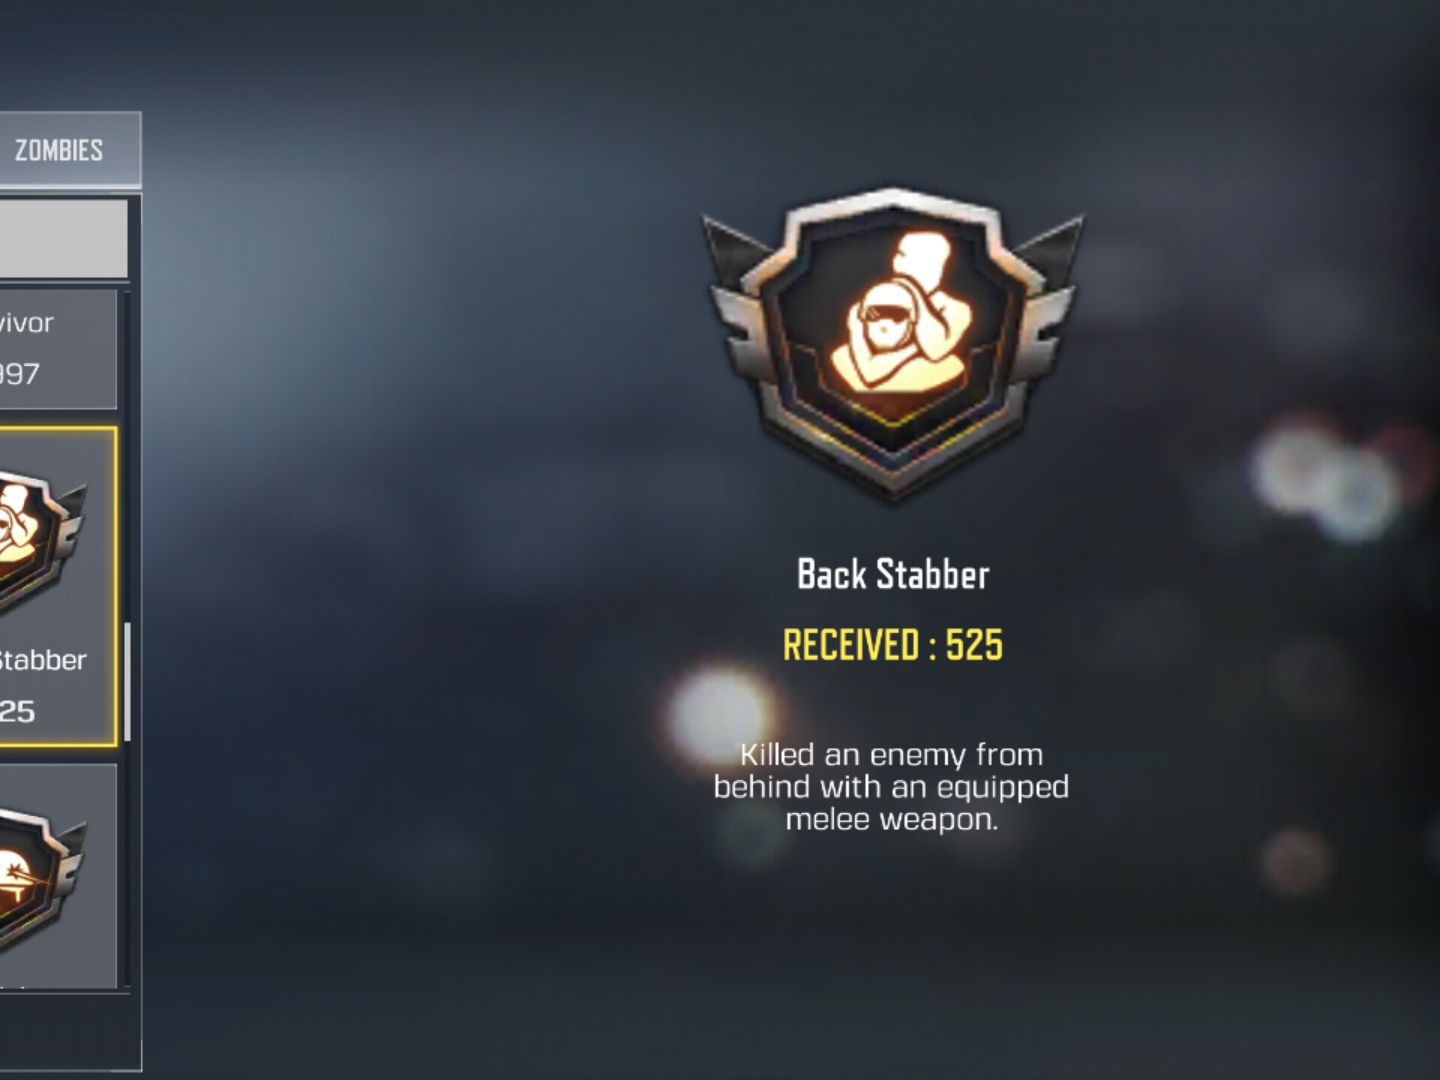 ZOMBIES
vivor
997
Stabber
25
Back Stabber
RECEIVED : 525
Killed an enemy from
behind with an equipped
melee weapon.